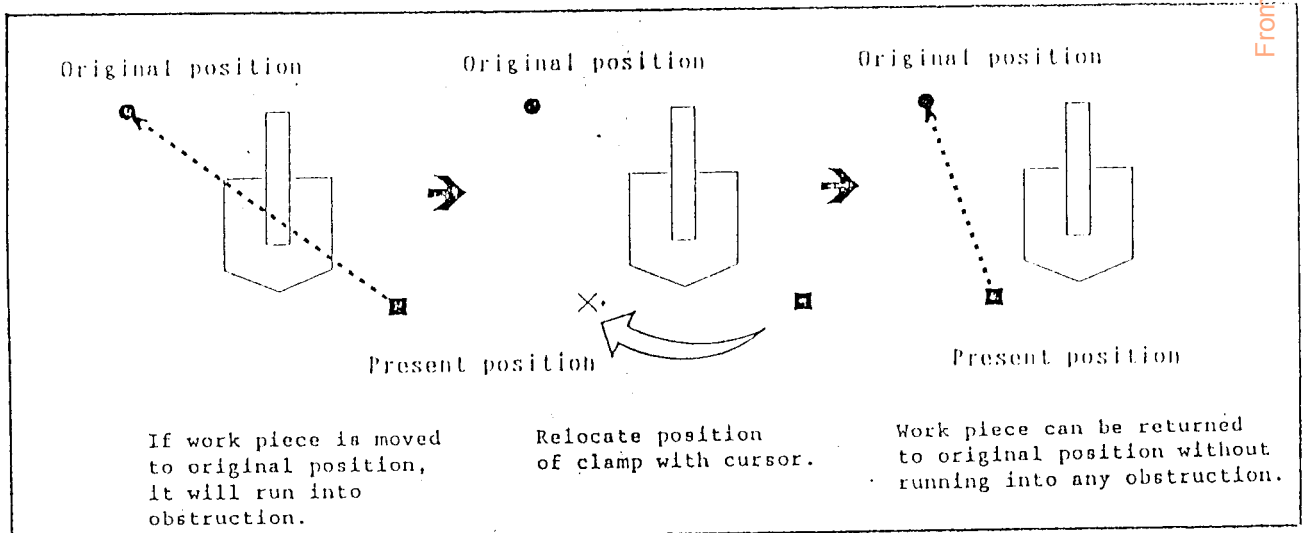 From
Original position
Original position
Original position
Present position
Present position
If work piece is moved
to original position,
it will run into
obstruction.
Relocate position
of clamp with cursor.
Work piece can be returned
to original position without
running into any obstruction.